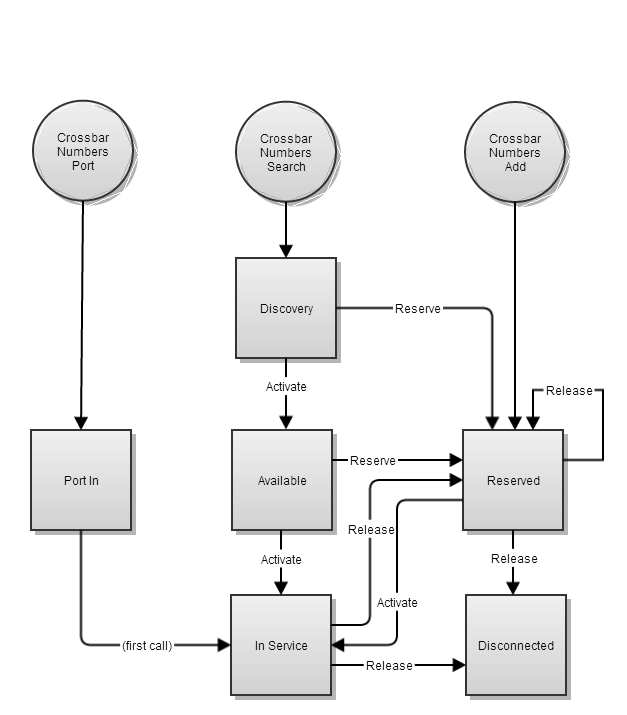 Crossbar
Numbers
Port
Crossbar
Numbers
Search
Crossbar
Numbers
Add
Discovery
Reserve
Activate
Release
Port In
Available
Reserve
Reserved
Release
Activate
Release
Activate
(first call)
In Service
Release
Disconnected